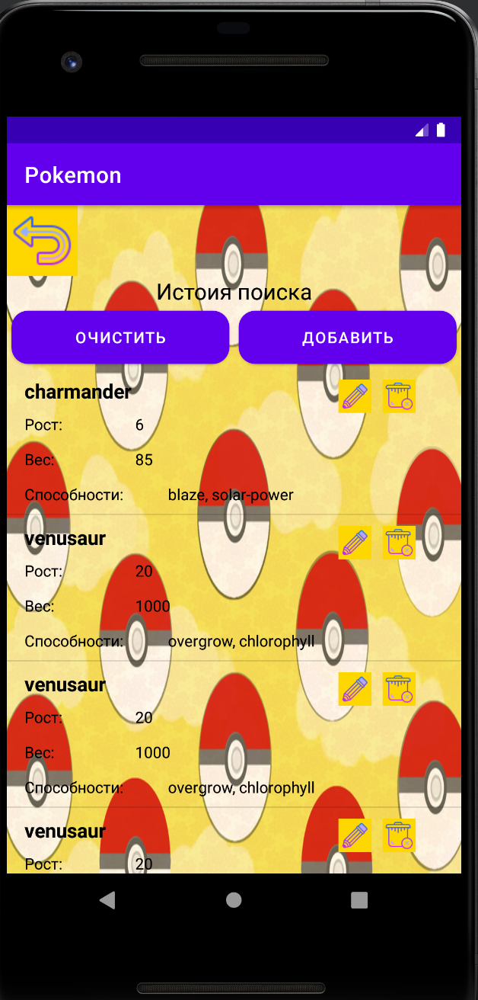 Pokemon
Истоия поиска
ОЧИСТИТЬ ДОБАВИТЬ
charmander
Рост: 6
Вес: 85
Способности: blaze, solar-power
venusaur
Рост: 20
Вес: 1000
Способности: overgrow, chlorophyll
venusaur
Рост: 20
Вес: 1000
Способности: overgrow, chlorophyll
venusaur
Рост: 20